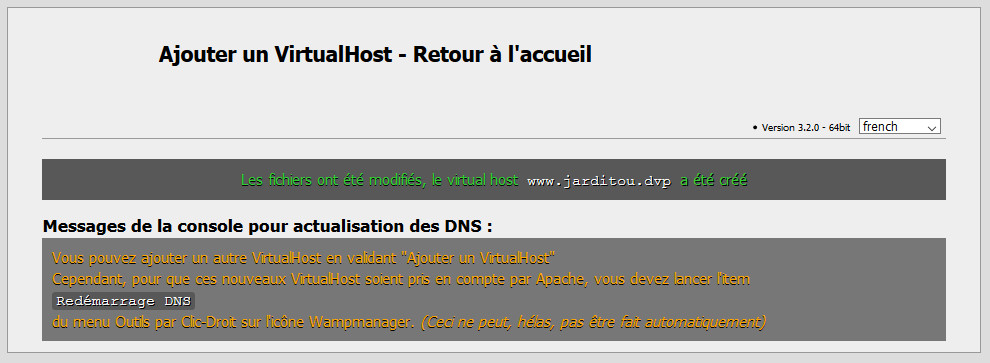 Ajouter un VirtualHost - Retour à l'accueil
• Version 3.2.0 - 64bit french
Les fichiers ont été modifiés, le virtual host www.jarditou.dvp a été créé
Messages de la console pour actualisation des DNS :
Vous pouvez ajouter un autre VirtualHost en validant "Ajouter un VirtualHost"
Cependant, pour que ces nouveaux VirtualHost soient pris en compte par Apache, vous devez lancer l'item
Redémarrage DNS
du menu Outils par Clic-Droit sur l'icône Wampmanager. (Ceci ne peut, hélas, pas être fait automatiquement)